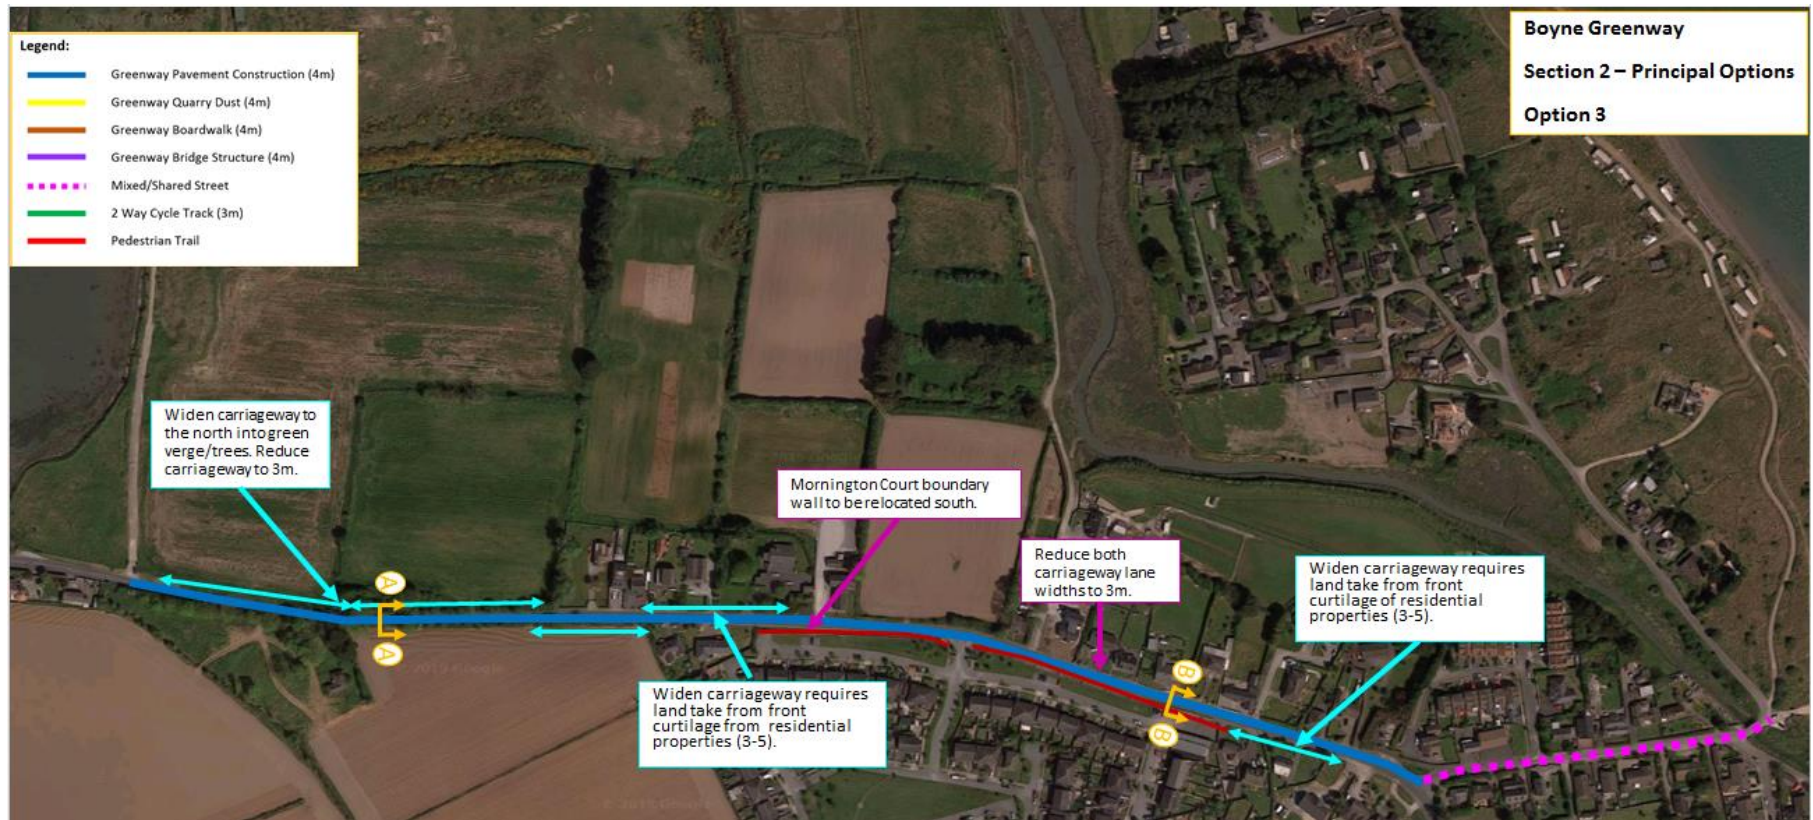 Legend:
Greenway Pavement Construction (4m)
Greenway Quarry Dust (4m)
Greenway Boardwalk (4m)
Greenway Bridge Structure (4m)
Mixed/Shared Street
2 Way Cycle Track (3m)
Pedestrian Trail
Boyne Greenway
Section 2 – Principal Options
Option 3
Widen carriageway to
the north into green
verge/trees. Reduce
carriageway to 3m.
Mornington Court boundary
wall to be relocated south.
Reduce both
carriageway lane
widths to 3m.
Widen carriageway requires
land take from front
curtilage of residential
properties (3-5).
A
A
B
B
Widen carriageway requires
land take from front
curtilage from residential
properties (3-5).